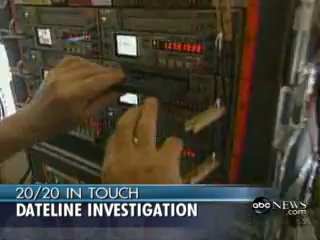 20/20 IN TOUCH
DATELINE INVESTIGATION
abc NEWS
.com